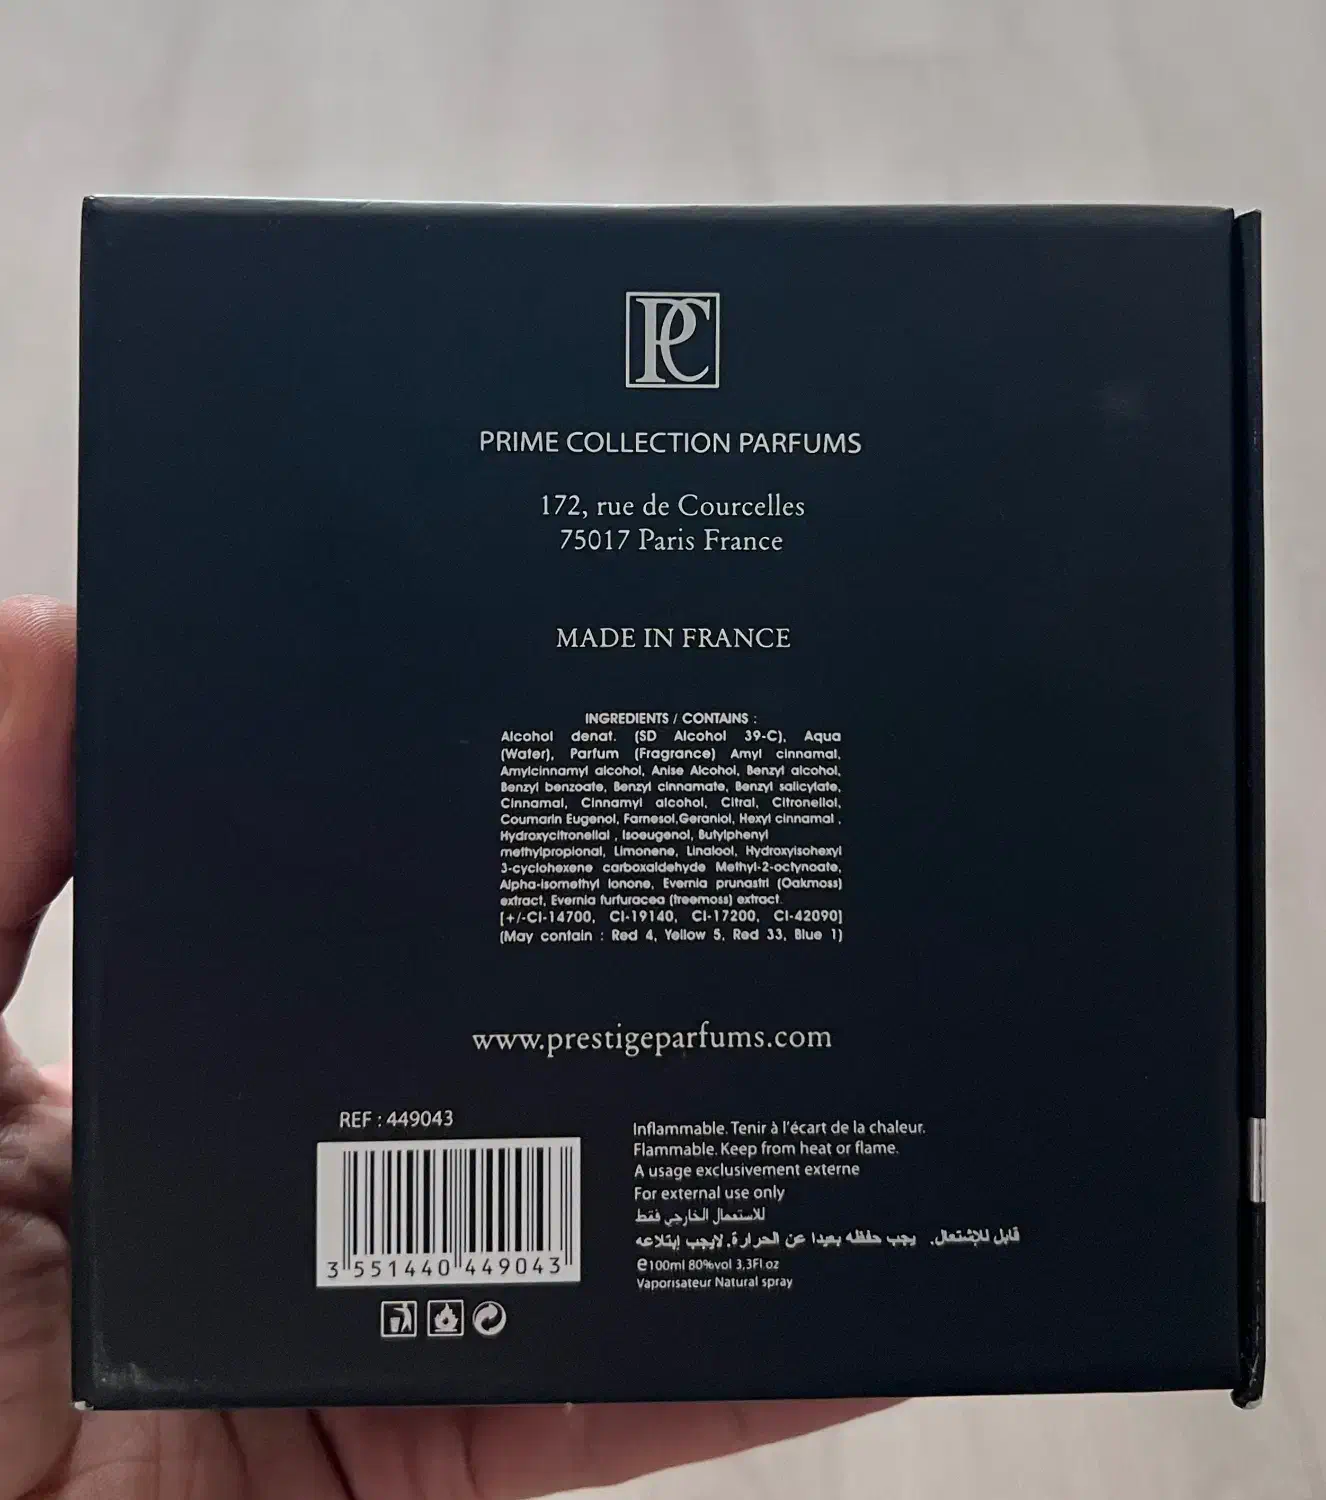 PC
PRIME COLLECTION PARFUMS
172, rue de Courcelles
75017 Paris France
MADE IN FRANCE
INGREDIENTS / CONTAINS :
Alcohol denat. (SD Alcohol 39-C), Aqua
(Water), Parfum (Fragrance) Amyl cinnamal,
Amylcinnamyl alcohol, Anise Alcohol, Benzyl alcohol,
Benzyl benzoate, Benzyl cinnamate, Benzyl salicylate,
Cinnamal, Cinnamyl alcohol, Citral, Citronellol,
Coumarin Eugenol, Farnesol,Geraniol, Hexyl cinnamal ,
Hydroxycitronellal , Isoeugenol, Butylphenyl
methylpropional, Limonene, Linalool, Hydroxyisohexyl
3-cyclohexene carboxaldehyde Methyl-2-octynoate,
Alpha-isomethyl Ionone, Evernia prunastri (Oakmoss)
extract, Evernia furfuracea (treemoss) extract.
[+/-CI-14700, CI-19140, CI-17200, CI-42090]
(May contain : Red 4, Yellow 5, Red 33, Blue 1)
www.prestigeparfums.com
REF : 449043
3 551440 449043
Inflammable. Tenir à l'écart de la chaleur.
Flammable. Keep from heat or flame.
A usage exclusivement externe
For external use only
للاستعمال الخارجي فقط
قابل للإشتعال. يجب حفظه بعيدا عن الحرارة. لايجب إبتلاعه
e 100ml 80%vol 3,3Fl oz
Vaporisateur Natural spray